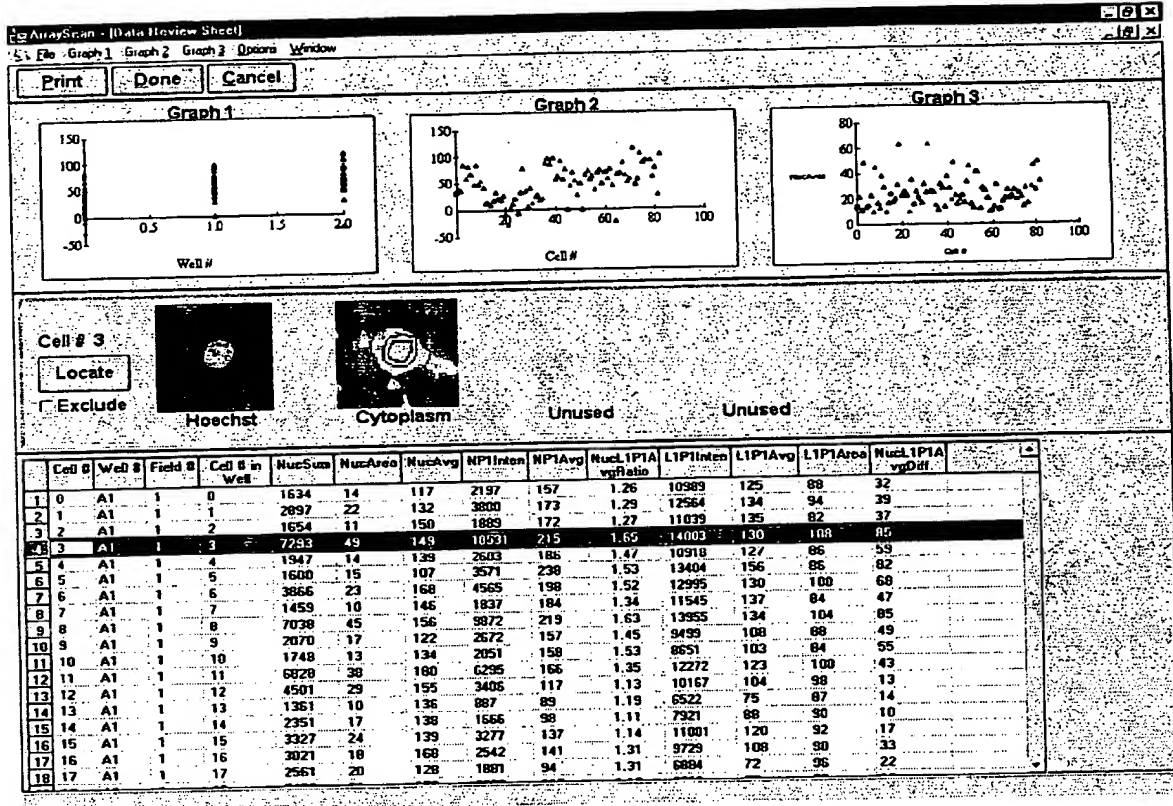 ArrayScan - [Data Review Sheet]
File Graph 1 Graph 2 Graph 3 Options Window
Print Done Cancel
Graph 1
150
100
50
0
-50
0.5 1.0 1.5 2.0
Well #
Graph 2
150
100
50
0
-50
20 40 60 80 100
Cell #
Graph 3
80
60
40
20
0
0 20 40 60 80 100
NucArea
Cell #
Cell # 3
Locate
Exclude
Hoechst
Cytoplasm
Unused
Unused
Cell # Well # Field # Cell # in Well NucSum NucArea NucAvg NP1Inten NP1Avg NucL1P1AvgRatio L1P1Inten L1P1Avg L1P1Area NucL1P1AvgDiff
1 0 A1 1 0 1634 14 117 2197 157 1.26 10989 125 88 32
2 1 A1 1 1 2897 22 132 3800 173 1.29 12564 134 94 39
3 2 A1 1 2 1654 11 150 1889 172 1.27 11039 135 82 37
4 3 A1 1 3 7293 49 149 10531 215 1.65 14003 130 108 85
5 4 A1 1 4 1947 14 139 2603 186 1.47 10918 127 86 59
6 5 A1 1 5 1600 15 107 3571 238 1.53 13404 156 86 82
7 6 A1 1 6 3866 23 168 4565 198 1.52 12995 130 100 68
8 7 A1 1 7 1459 10 146 1837 184 1.34 11545 137 84 47
9 8 A1 1 8 7038 45 156 9872 219 1.63 13955 134 104 85
10 9 A1 1 9 2070 17 122 2672 157 1.45 9499 108 88 49
11 10 A1 1 10 1748 13 134 2051 158 1.53 8651 103 84 55
12 11 A1 1 11 6828 38 180 6295 166 1.35 12272 123 100 43
13 12 A1 1 12 4501 29 155 3406 117 1.13 10167 104 98 13
14 13 A1 1 13 1361 10 136 887 89 1.19 6522 75 87 14
15 14 A1 1 14 2351 17 138 1666 98 1.11 7921 88 90 10
16 15 A1 1 15 3327 24 139 3277 137 1.14 11001 120 92 17
17 16 A1 1 16 3021 18 168 2542 141 1.31 9729 108 90 33
18 17 A1 1 17 2561 20 128 1881 94 1.31 6884 72 96 22